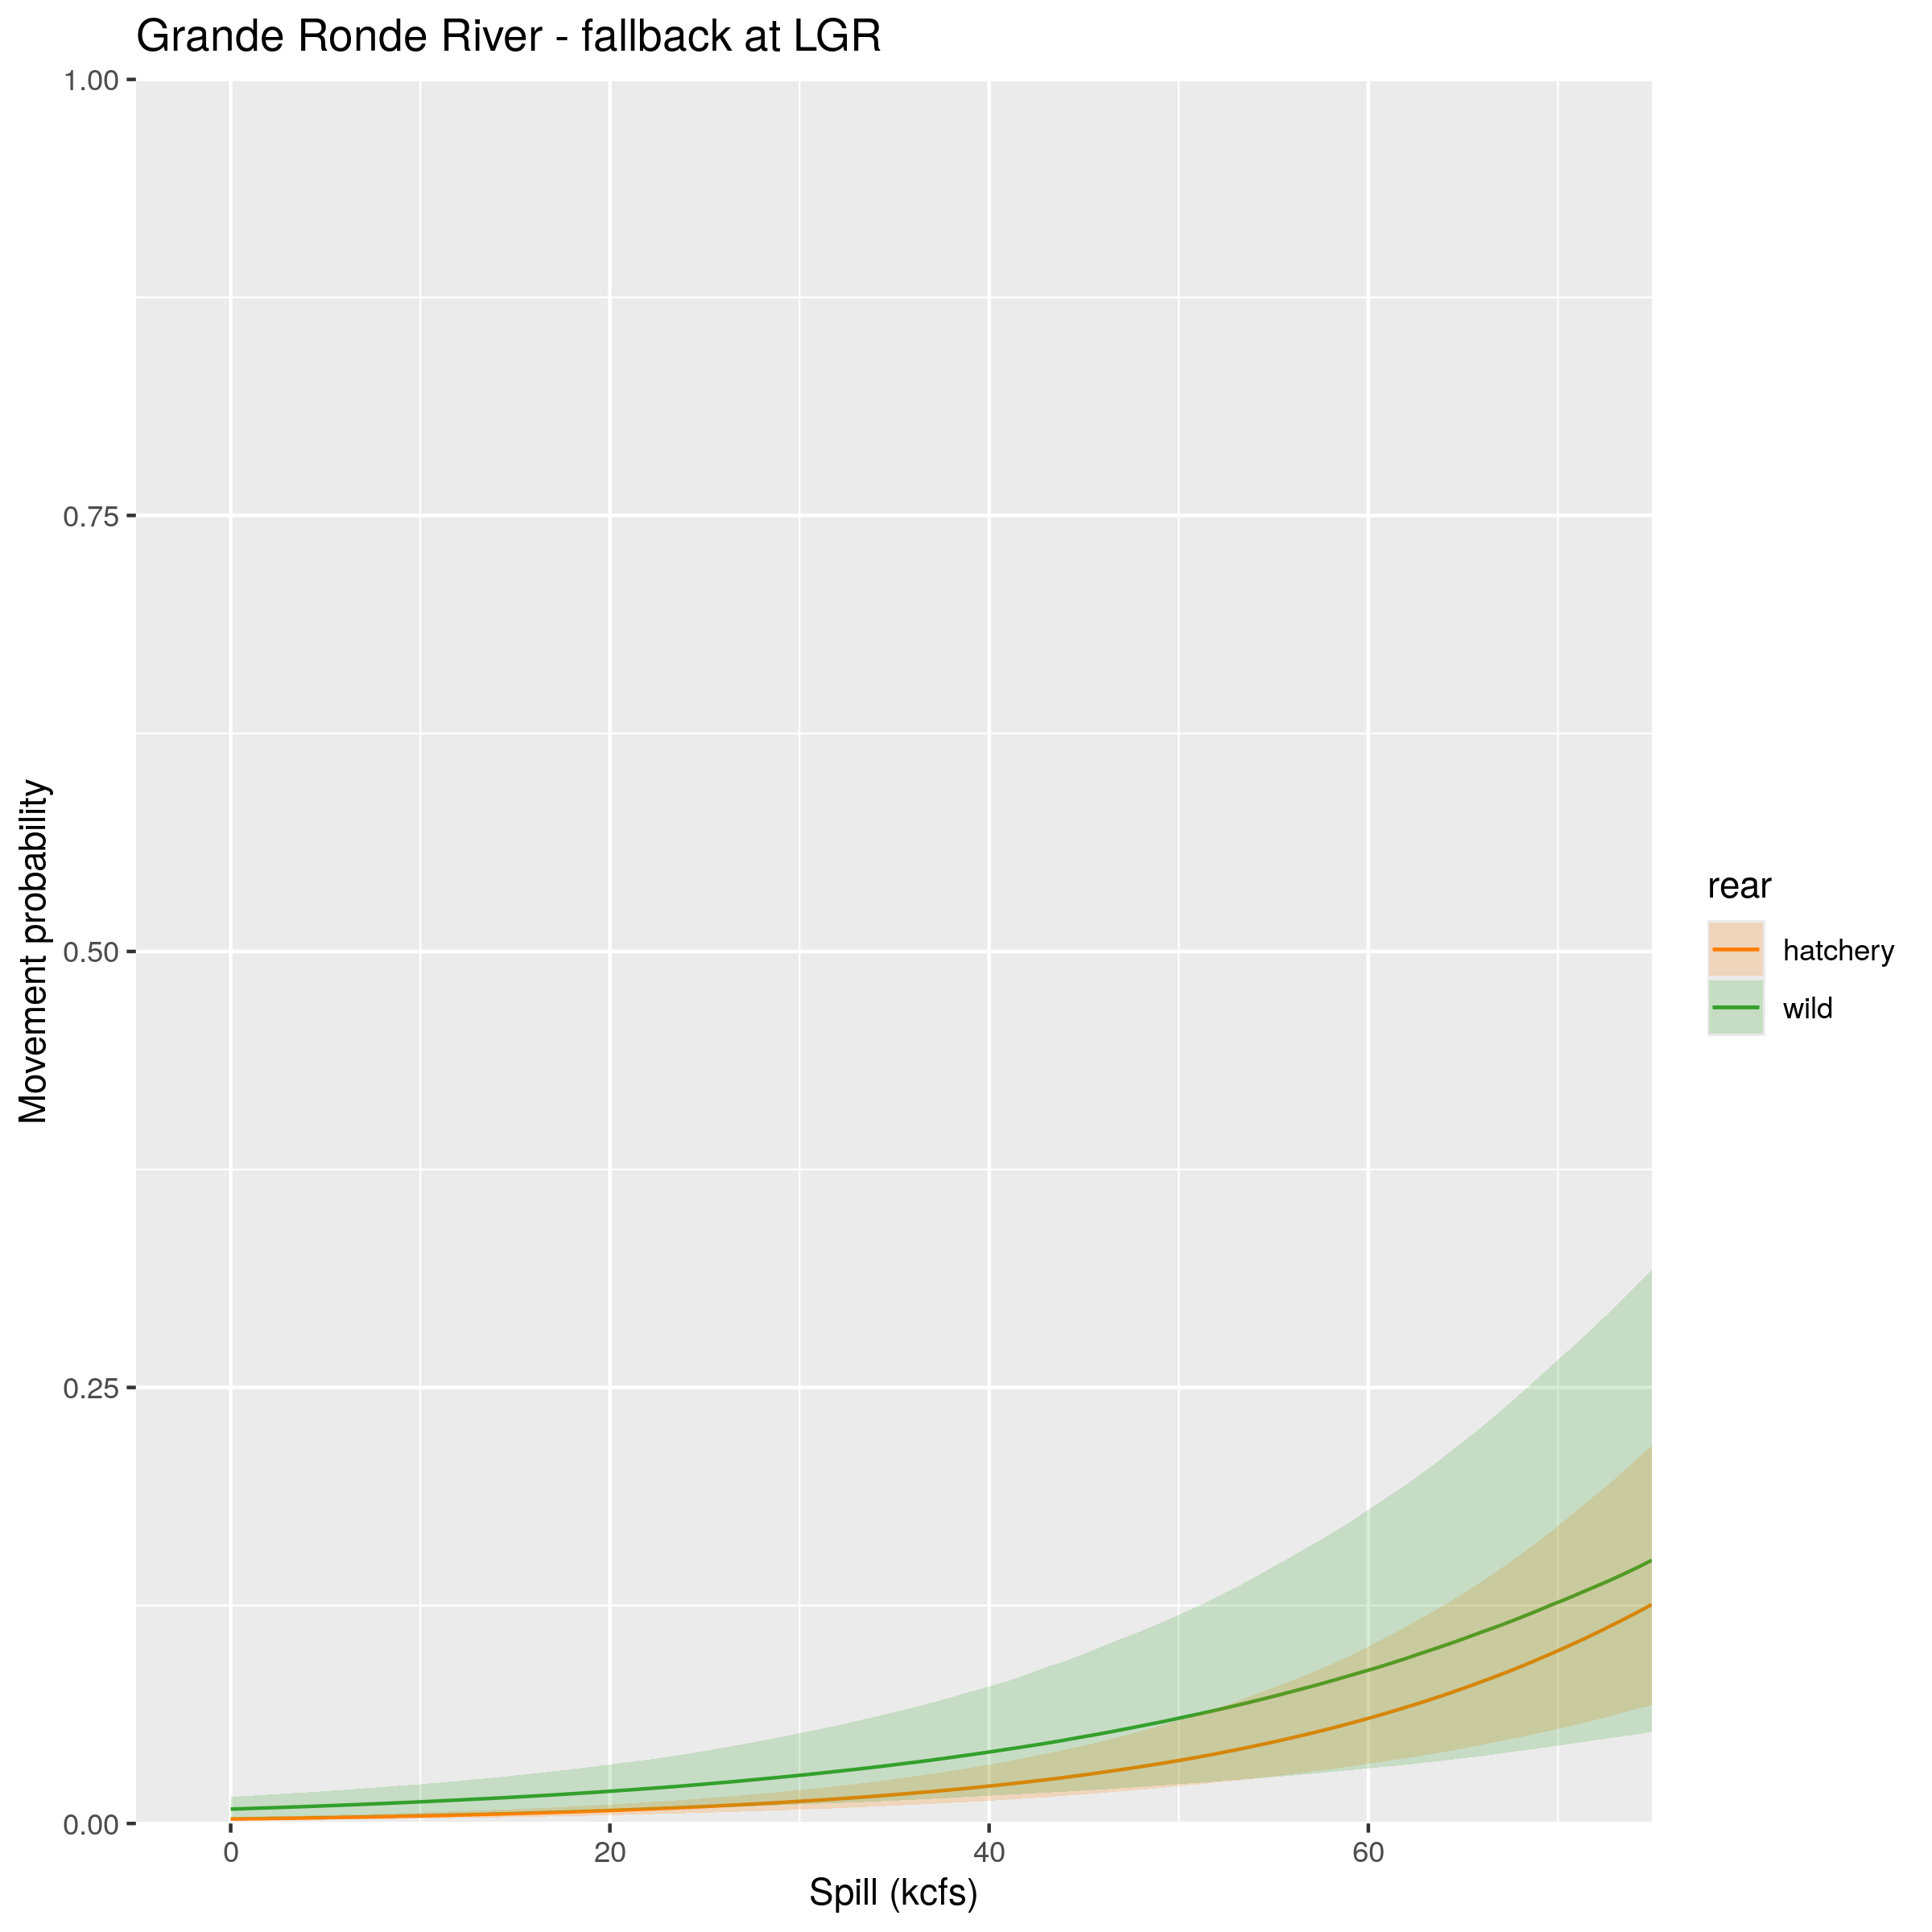 Grande Ronde River - fallback at LGR
1.00
0.75
0.50
0.25
0.00
0 20 40 60
Spill (kcfs)
Movement probability
rear
hatchery
wild